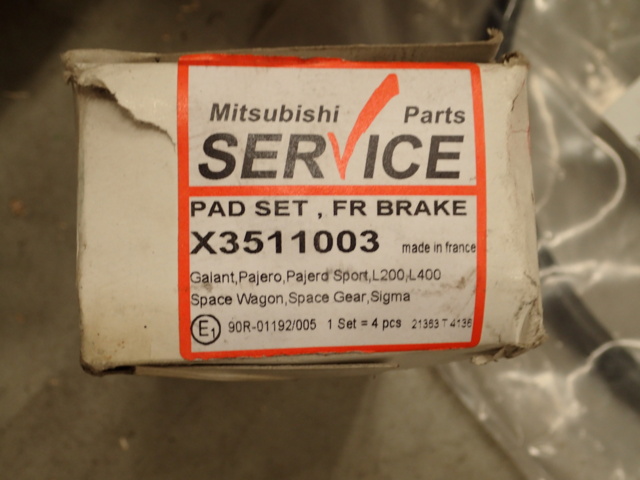 Mitsubishi Parts
SERVICE
PAD SET , FR BRAKE
X3511003 made in france
Galant,Pajero,Pajerd Sport,L200,L400
Space Wagon,Space Gear,Sigma
E1 90R-01192/005 1 Set = 4 pcs 21363 T 4136